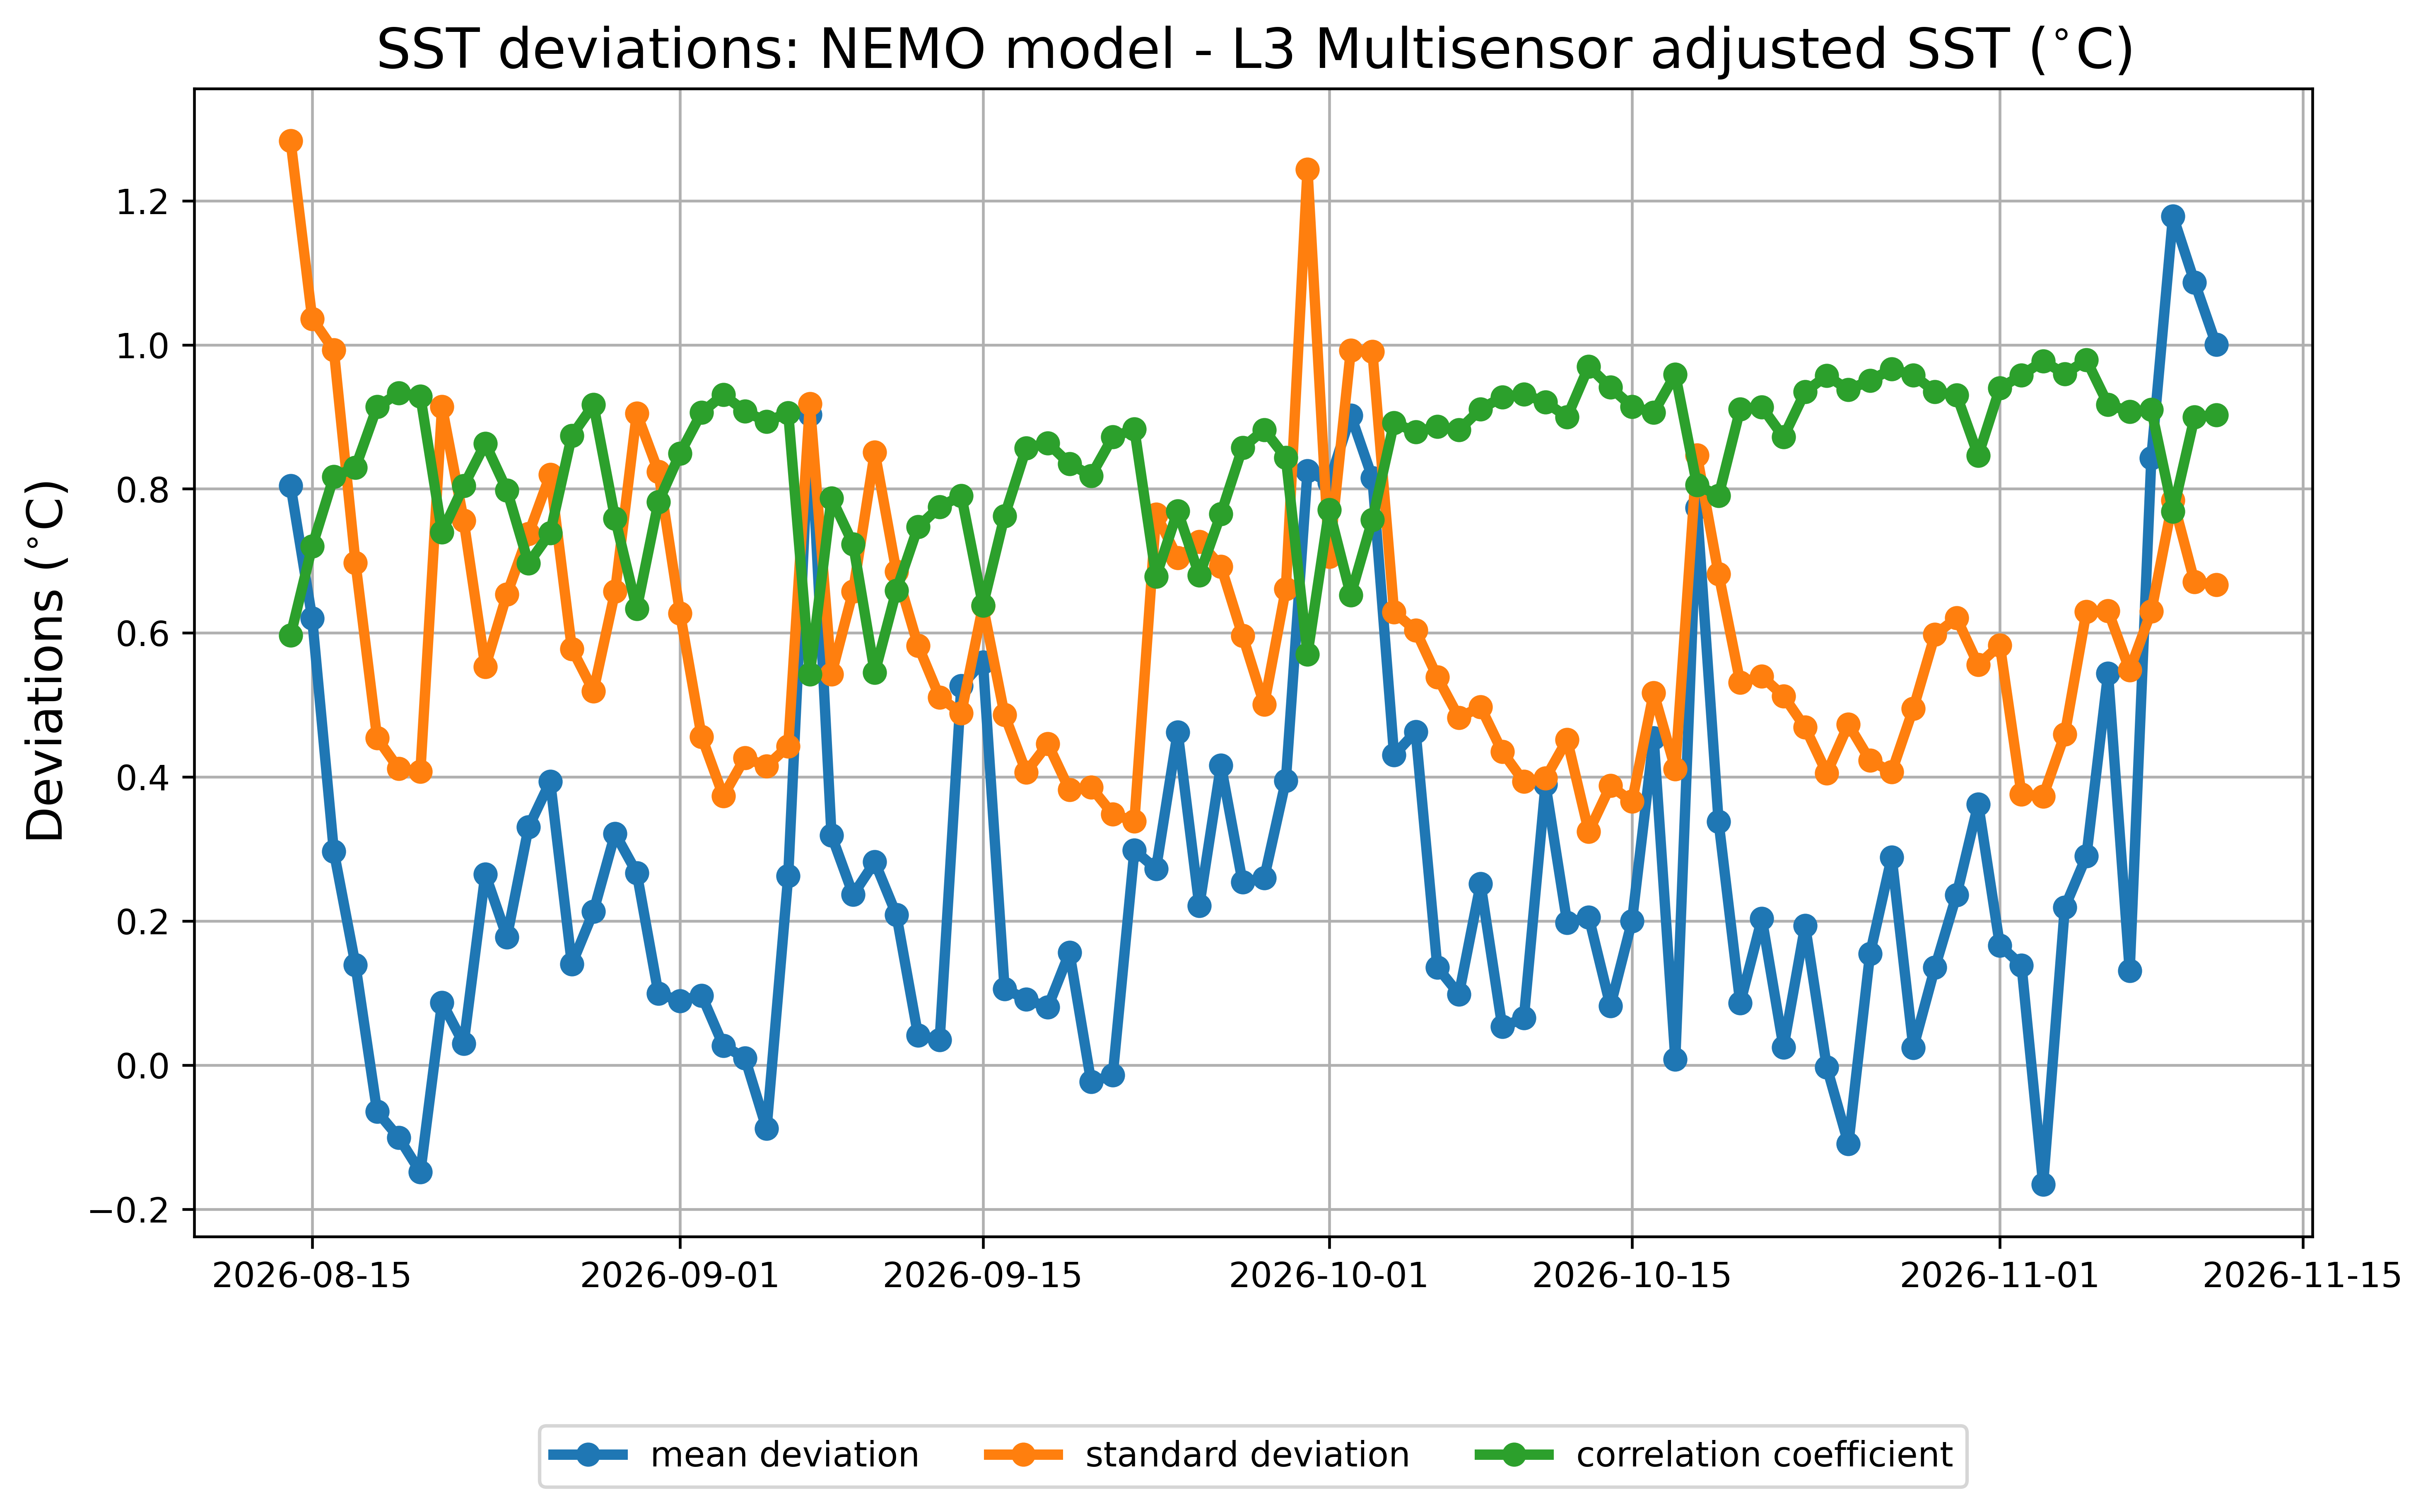 SST deviations: NEMO model - L3 Multisensor adjusted SST (°C)
Deviations (°C)
1.2
1.0
0.8
0.6
0.4
0.2
0.0
−0.2
2026-08-15 2026-09-01 2026-09-15 2026-10-01 2026-10-15 2026-11-01 2026-11-15
mean deviation standard deviation correlation coefficient